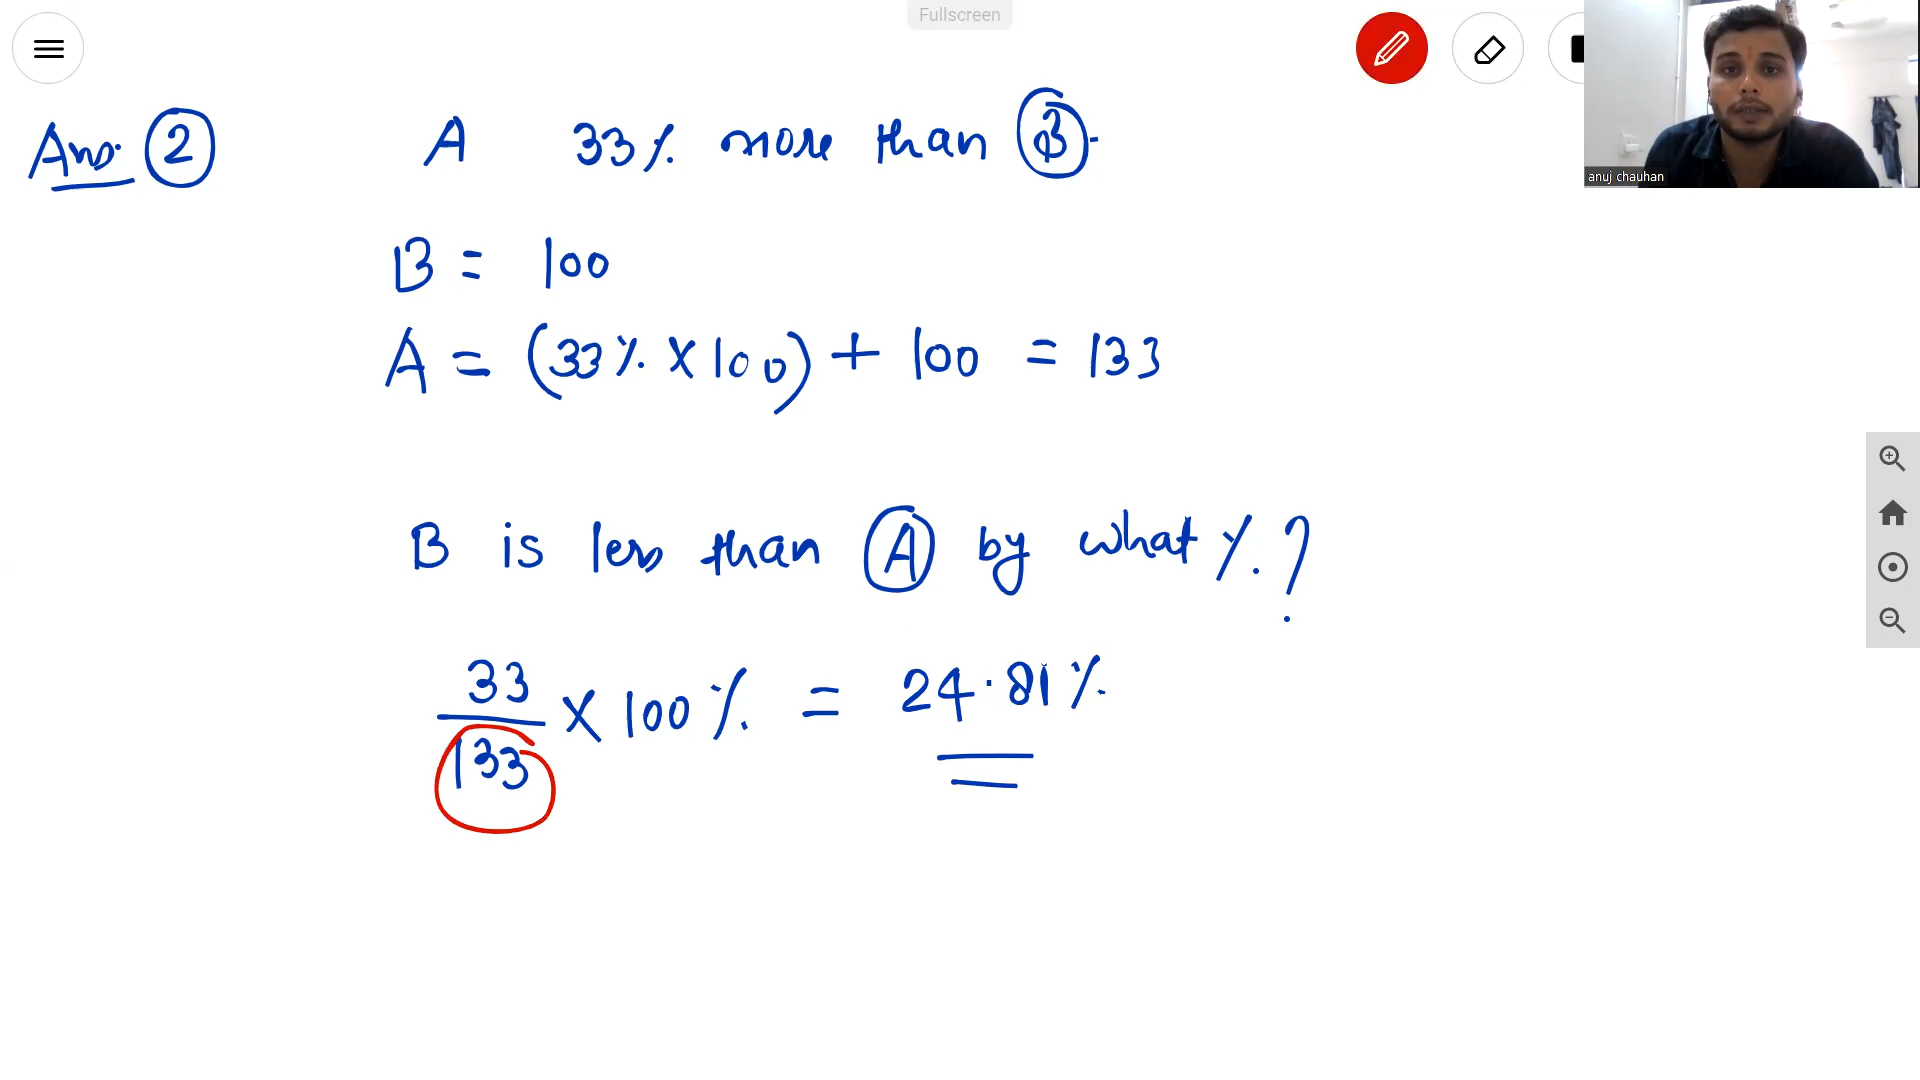 Fullscreen
Ans. 2 A 33% more than B.
anuj chauhan
B = 100
A = (33% X 100) + 100 = 133
B is less than A by what %?
33/133 X 100% = 24.81%